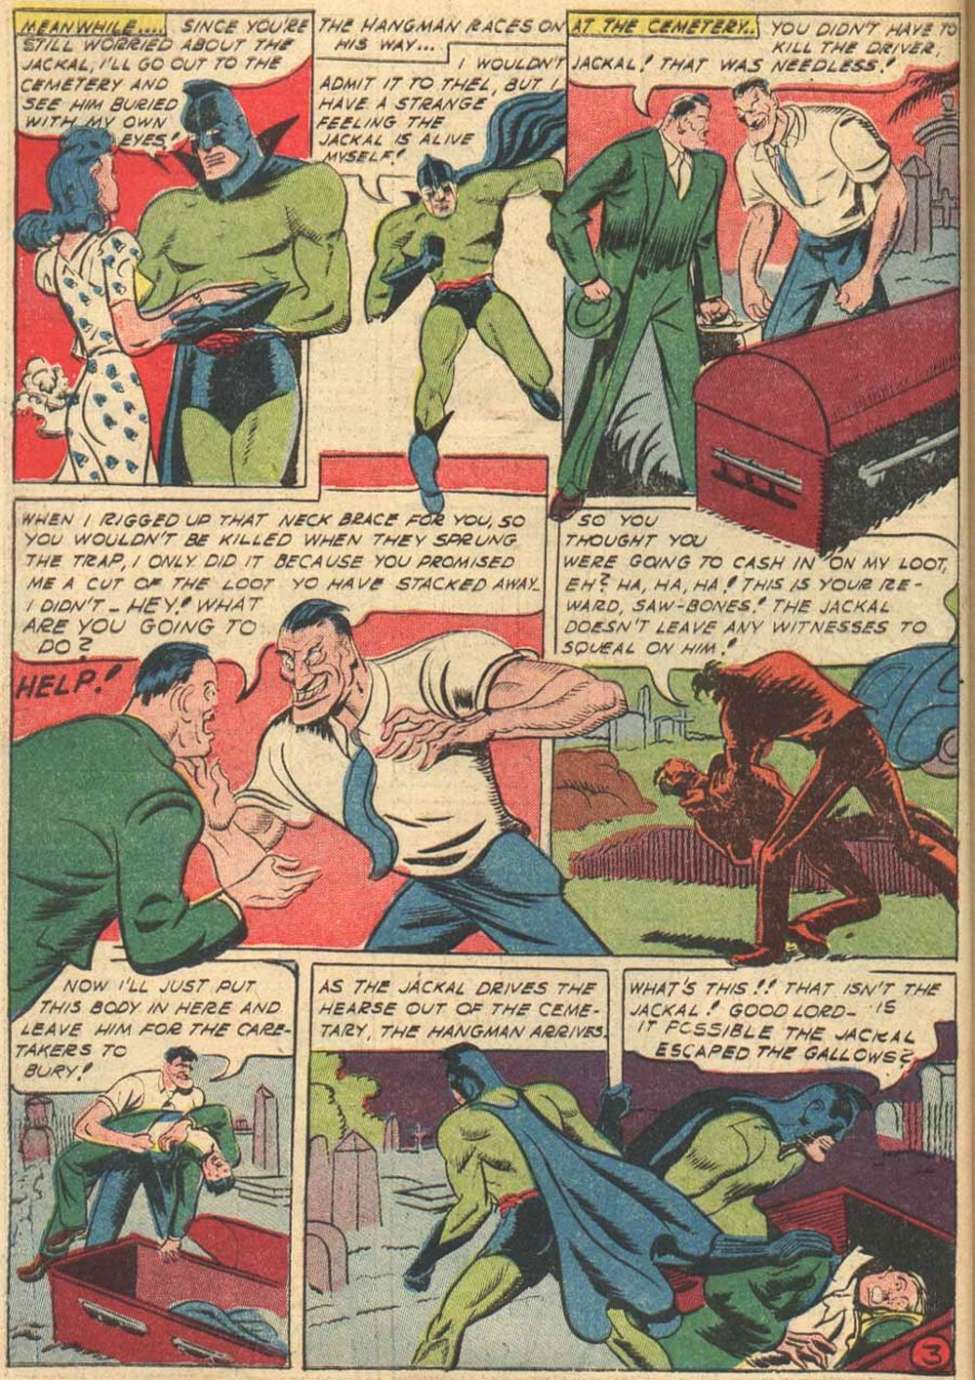 MEANWHILE.... SINCE YOU'RE
STILL WORRIED ABOUT THE
JACKAL, I'LL GO OUT TO THE
CEMETERY AND
SEE HIM BURIED
WITH MY OWN
EYES!
THE HANGMAN RACES ON
HIS WAY...
I WOULDN'T
ADMIT IT TO THEL, BUT I
HAVE A STRANGE
FEELING THE
JACKAL IS ALIVE
MYSELF!
AT THE CEMETERY..
YOU DIDN'T HAVE TO
KILL THE DRIVER,
JACKAL! THAT WAS NEEDLESS!
WHEN I RIGGED UP THAT NECK BRACE FOR YOU, SO
YOU WOULDN'T BE KILLED WHEN THEY SPRUNG
THE TRAP, I ONLY DID IT BECAUSE YOU PROMISED
ME A CUT OF THE LOOT YO HAVE STACKED AWAY_
I DIDN'T - HEY! WHAT
ARE YOU GOING TO
DO?
HELP!
SO YOU
THOUGHT YOU
WERE GOING TO CASH IN ON MY LOOT,
EH? HA, HA, HA! THIS IS YOUR RE-
WARD, SAW-BONES! THE JACKAL
DOESN'T LEAVE ANY WITNESSES TO
SQUEAL ON HIM!
NOW I'LL JUST PUT
THIS BODY IN HERE AND
LEAVE HIM FOR THE CARE-
TAKERS TO
BURY!
AS THE JACKAL DRIVES THE
HEARSE OUT OF THE CEME-
TARY, THE HANGMAN ARRIVES.
WHAT'S THIS!! THAT ISN'T THE
JACKAL! GOOD LORD- IS
IT POSSIBLE THE JACKAL
ESCAPED THE GALLOWS?
3